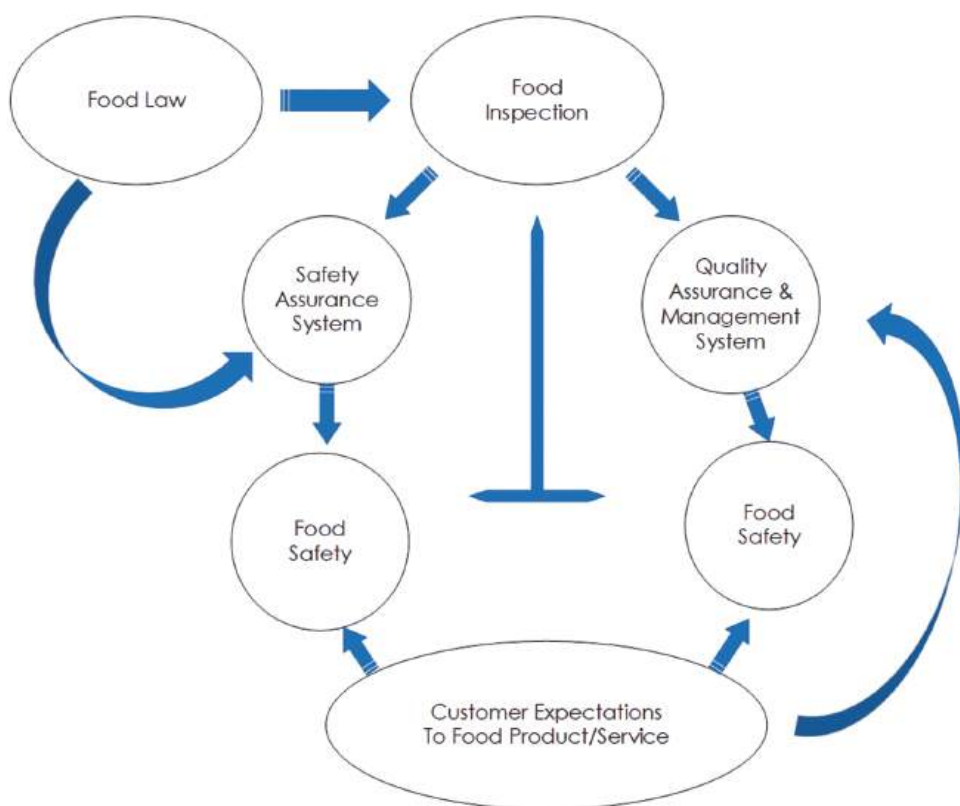 Food Law
Food
Inspection
Safety
Assurance
System
Quality
Assurance &
Management
System
Food
Safety
Food
Safety
Customer Expectations
To Food Product/Service